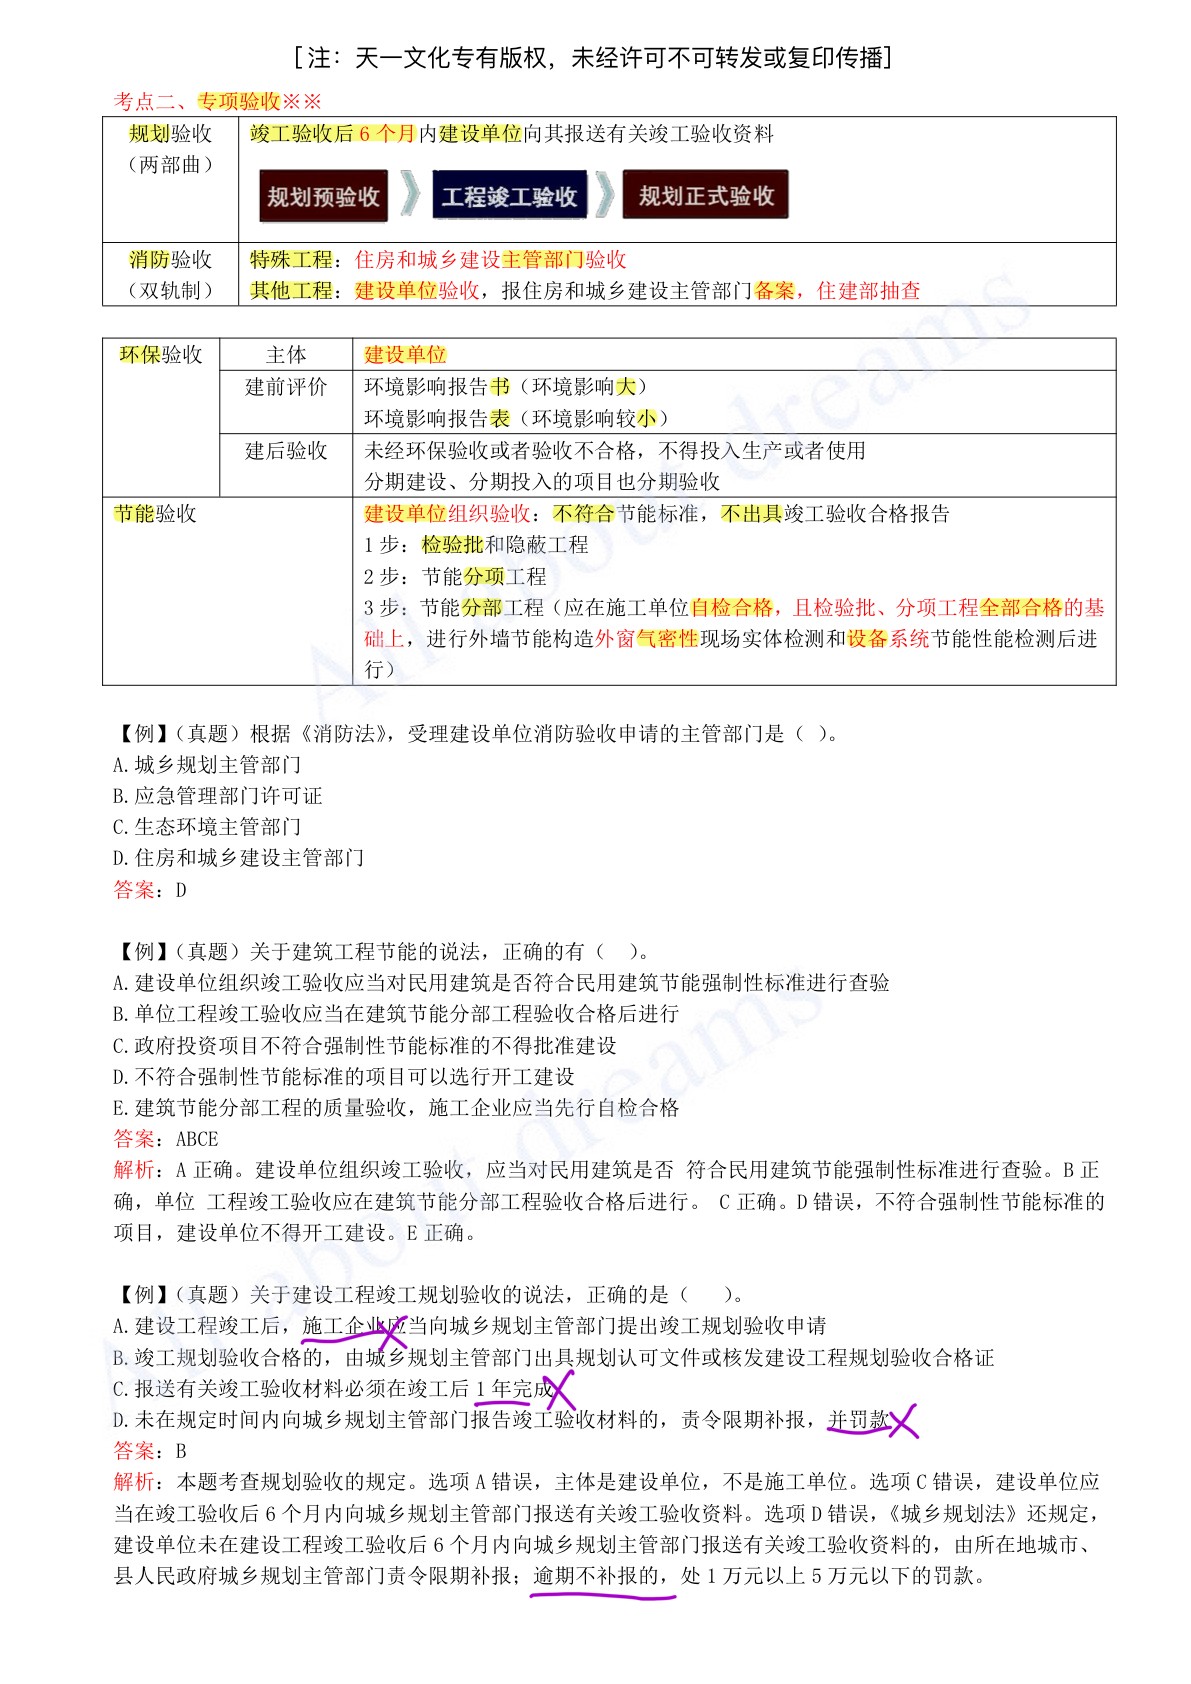 [注：天一文化专有版权，未经许可不可转发或复印传播]
考点二、专项验收※※
规划验收
（两部曲）
竣工验收后 6 个月内建设单位向其报送有关竣工验收资料
规划预验收 》 工程竣工验收 》 规划正式验收
消防验收
（双轨制）
特殊工程：住房和城乡建设主管部门验收
其他工程：建设单位验收，报住房和城乡建设主管部门备案，住建部抽查
环保验收
主体
建设单位
建前评价
环境影响报告书（环境影响大）
环境影响报告表（环境影响较小）
建后验收
未经环保验收或者验收不合格，不得投入生产或者使用
分期建设、分期投入的项目也分期验收
节能验收
建设单位组织验收：不符合节能标准，不出具竣工验收合格报告
1 步：检验批和隐蔽工程
2 步：节能分项工程
3 步：节能分部工程（应在施工单位自检合格，且检验批、分项工程全部合格的基
础上，进行外墙节能构造外窗气密性现场实体检测和设备系统节能性能检测后进
行）
【例】（真题）根据《消防法》，受理建设单位消防验收申请的主管部门是（ ）。
A.城乡规划主管部门
B.应急管理部门许可证
C.生态环境主管部门
D.住房和城乡建设主管部门
答案：D
【例】（真题）关于建筑工程节能的说法，正确的有（ ）。
A.建设单位组织竣工验收应当对民用建筑是否符合民用建筑节能强制性标准进行查验
B.单位工程竣工验收应当在建筑节能分部工程验收合格后进行
C.政府投资项目不符合强制性节能标准的不得批准建设
D.不符合强制性节能标准的项目可以选行开工建设
E.建筑节能分部工程的质量验收，施工企业应当先行自检合格
答案：ABCE
解析：A 正确。建设单位组织竣工验收，应当对民用建筑是否 符合民用建筑节能强制性标准进行查验。B 正
确，单位 工程竣工验收应在建筑节能分部工程验收合格后进行。 C 正确。D 错误，不符合强制性节能标准的
项目，建设单位不得开工建设。E 正确。
【例】（真题）关于建设工程竣工规划验收的说法，正确的是（ ）。
A.建设工程竣工后，施工企业应当向城乡规划主管部门提出竣工规划验收申请
B.竣工规划验收合格的，由城乡规划主管部门出具规划认可文件或核发建设工程规划验收合格证
C.报送有关竣工验收材料必须在竣工后 1 年完成
D.未在规定时间内向城乡规划主管部门报告竣工验收材料的，责令限期补报，并罚款
答案：B
解析：本题考查规划验收的规定。选项 A 错误，主体是建设单位，不是施工单位。选项 C 错误，建设单位应
当在竣工验收后 6 个月内向城乡规划主管部门报送有关竣工验收资料。选项 D 错误，《城乡规划法》还规定，
建设单位未在建设工程竣工验收后 6 个月内向城乡规划主管部门报送有关竣工验收资料的，由所在地城市、
县人民政府城乡规划主管部门责令限期补报；逾期不补报的，处 1 万元以上 5 万元以下的罚款。
All about dreams
All about dreams